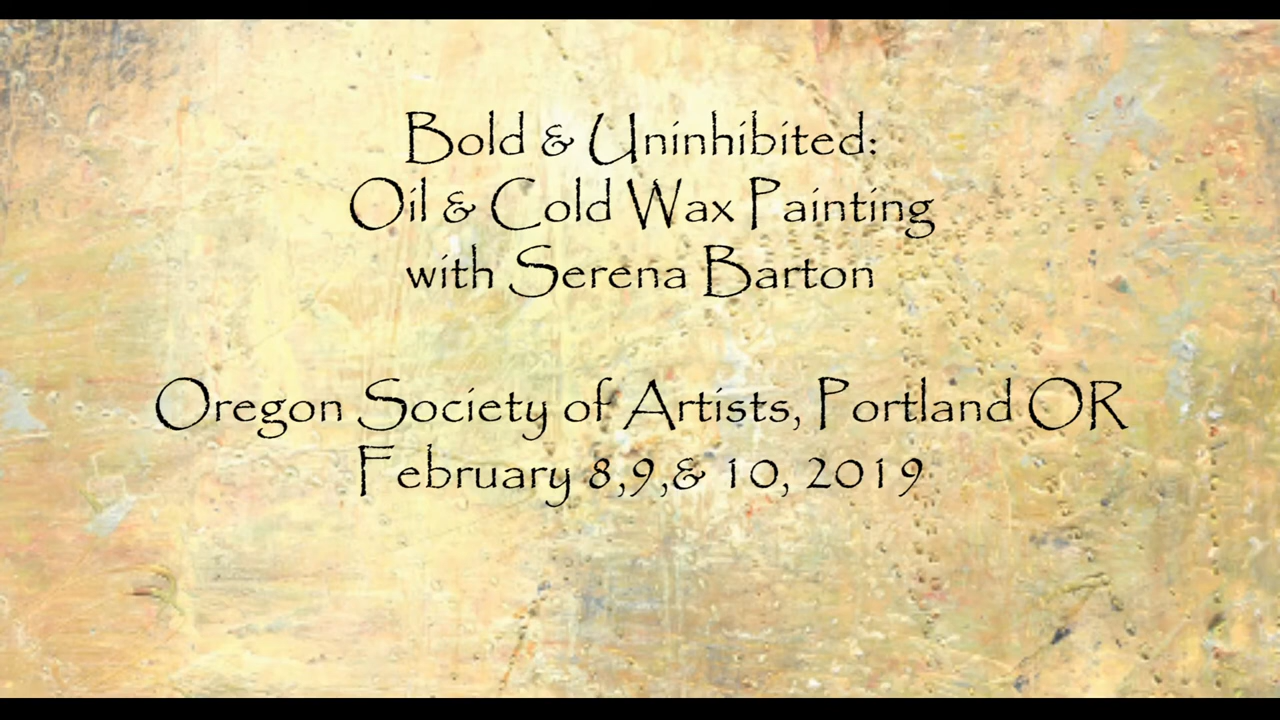 Bold & Uninhibited:
Oil & Cold Wax Painting
with Serena Barton
Oregon Society of Artists, Portland OR
February 8,9,& 10, 2019